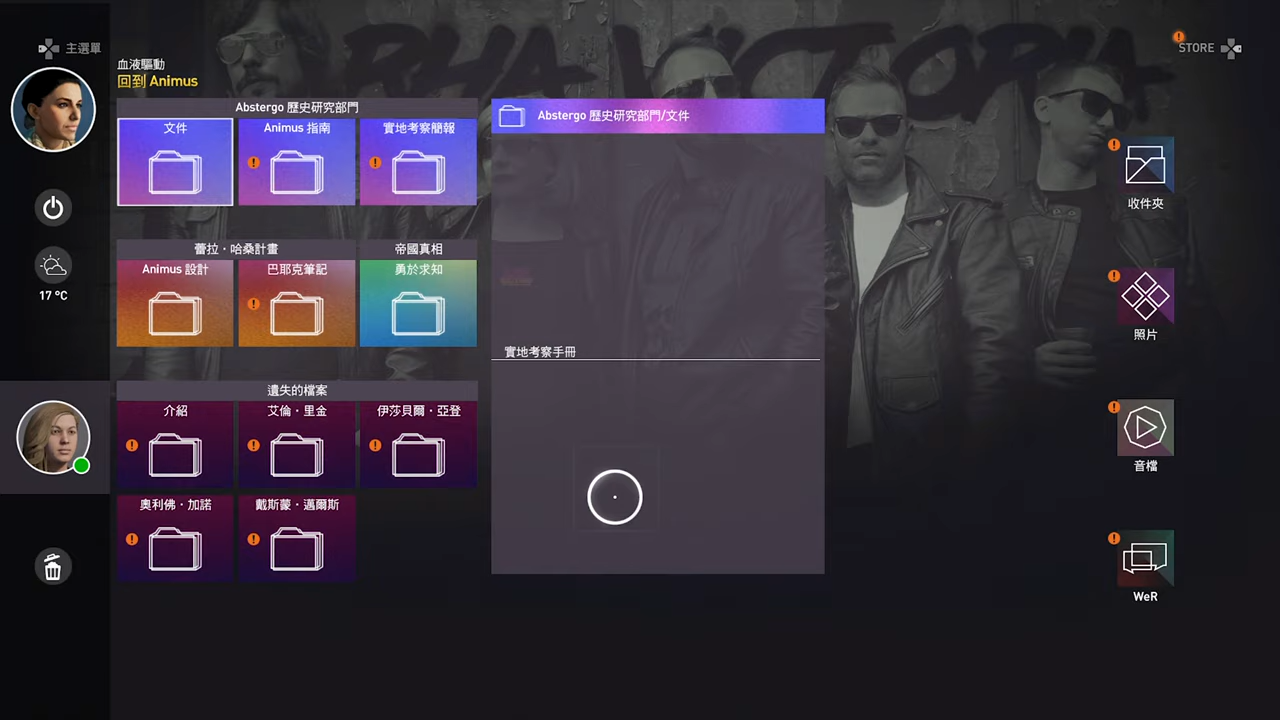 主選單
STORE
血液驅動
回到 Animus
Abstergo 歷史研究部門
文件
Animus 指南
實地考察簡報
Abstergo 歷史研究部門/文件
收件夾
蕾拉·哈桑計畫
帝國真相
Animus 設計
巴耶克筆記
勇於求知
17 °C
照片
實地考察手冊
遺失的檔案
介紹
艾倫·里金
伊莎貝爾·亞登
音檔
奧利佛·加諾
戴斯蒙·邁爾斯
WeR